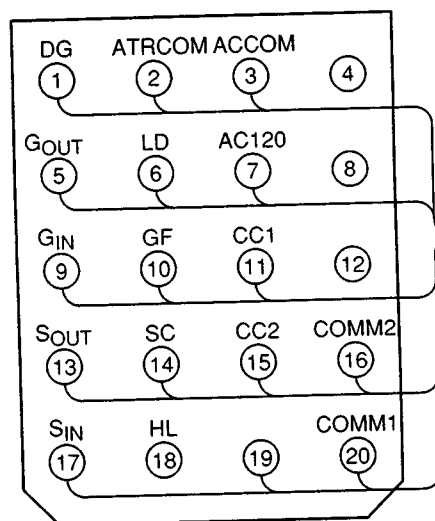 DG ATRCOM ACCOM
1 2 3 4
GOUT LD AC120
5 6 7 8
GIN GF CC1
9 10 11 12
SOUT SC CC2 COMM2
13 14 15 16
SIN HL COMM1
17 18 19 20